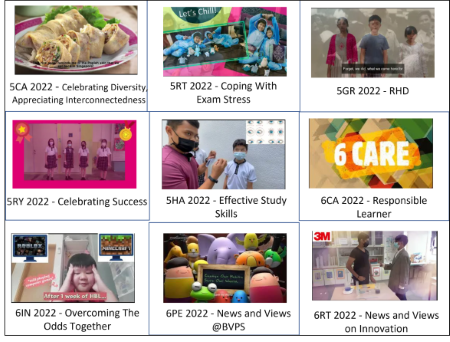 Let's Chill!
5CA 2022 - Celebrating Diversity,
Appreciating Interconnectedness
5RT 2022 - Coping With
Exam Stress
5GR 2022 - RHD
6 CARE
5RY 2022 - Celebrating Success
5HA 2022 - Effective Study
Skills
6CA 2022 - Responsible
Learner
ROBLOX
MINECRAFT
After 1 week of HBL...
3M
6IN 2022 - Overcoming The
Odds Together
6PE 2022 - News and Views
@BVPS
6RT 2022 - News and Views
on Innovation